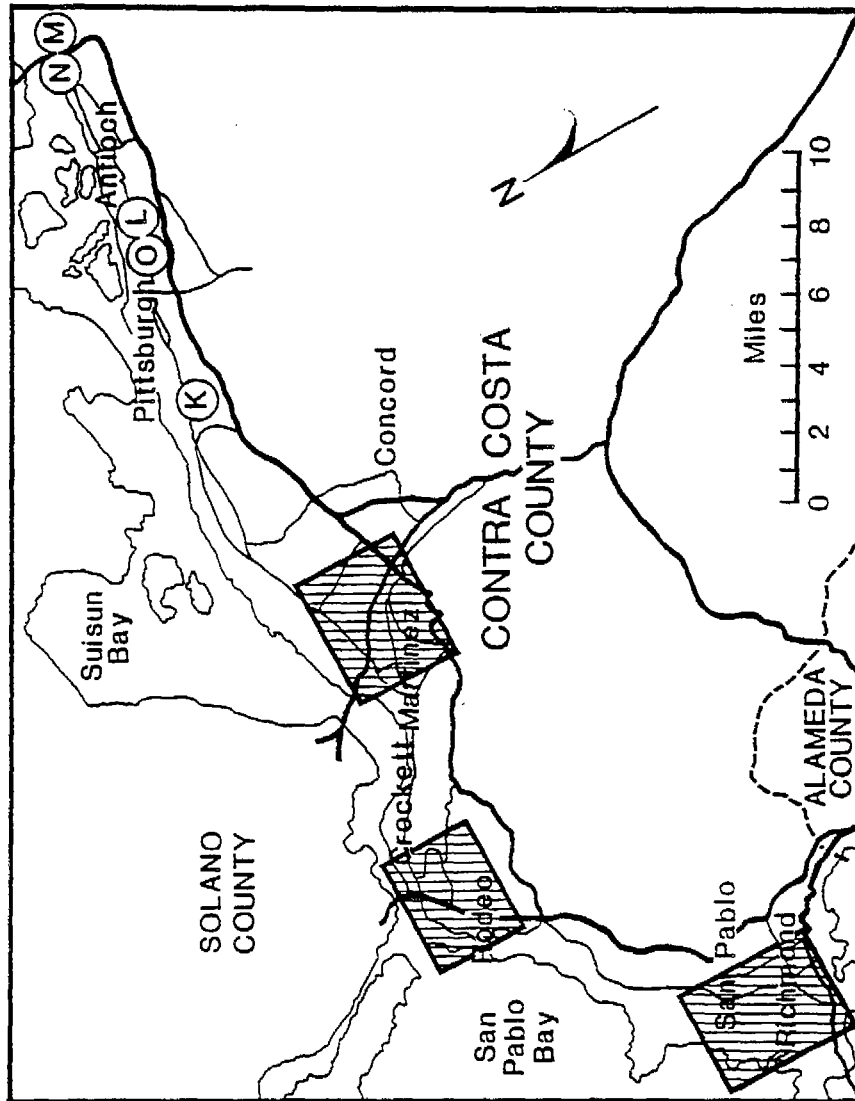 M
N
Antioch
L
O
Pittsburgh
K
Suisun
Bay
N
Concord
CONTRA COSTA
COUNTY
Martinez
Crockett
SOLANO
COUNTY
Rodeo
San
Pablo
Bay
San Pablo
Richmond
ALAMEDA
COUNTY
Miles
0 2 4 6 8 10